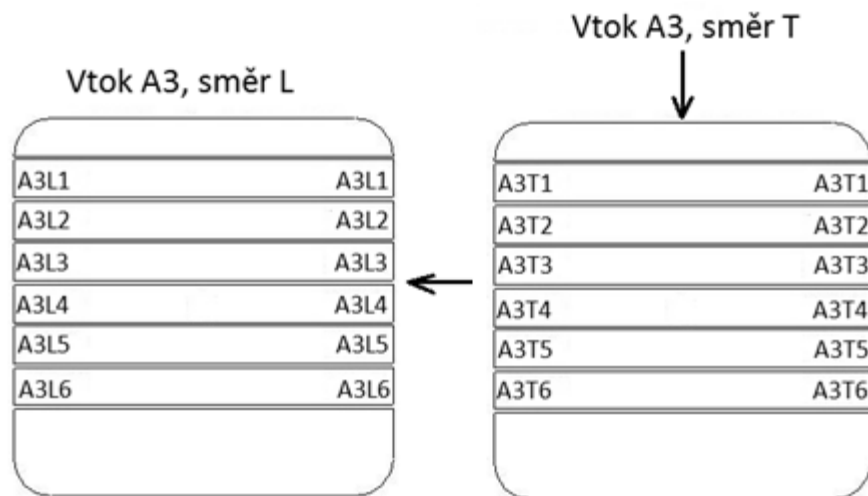 Vtok A3, směr T
Vtok A3, směr L
A3L1 A3L1
A3L2 A3L2
A3L3 A3L3
A3L4 A3L4
A3L5 A3L5
A3L6 A3L6
A3T1 A3T1
A3T2 A3T2
A3T3 A3T3
A3T4 A3T4
A3T5 A3T5
A3T6 A3T6